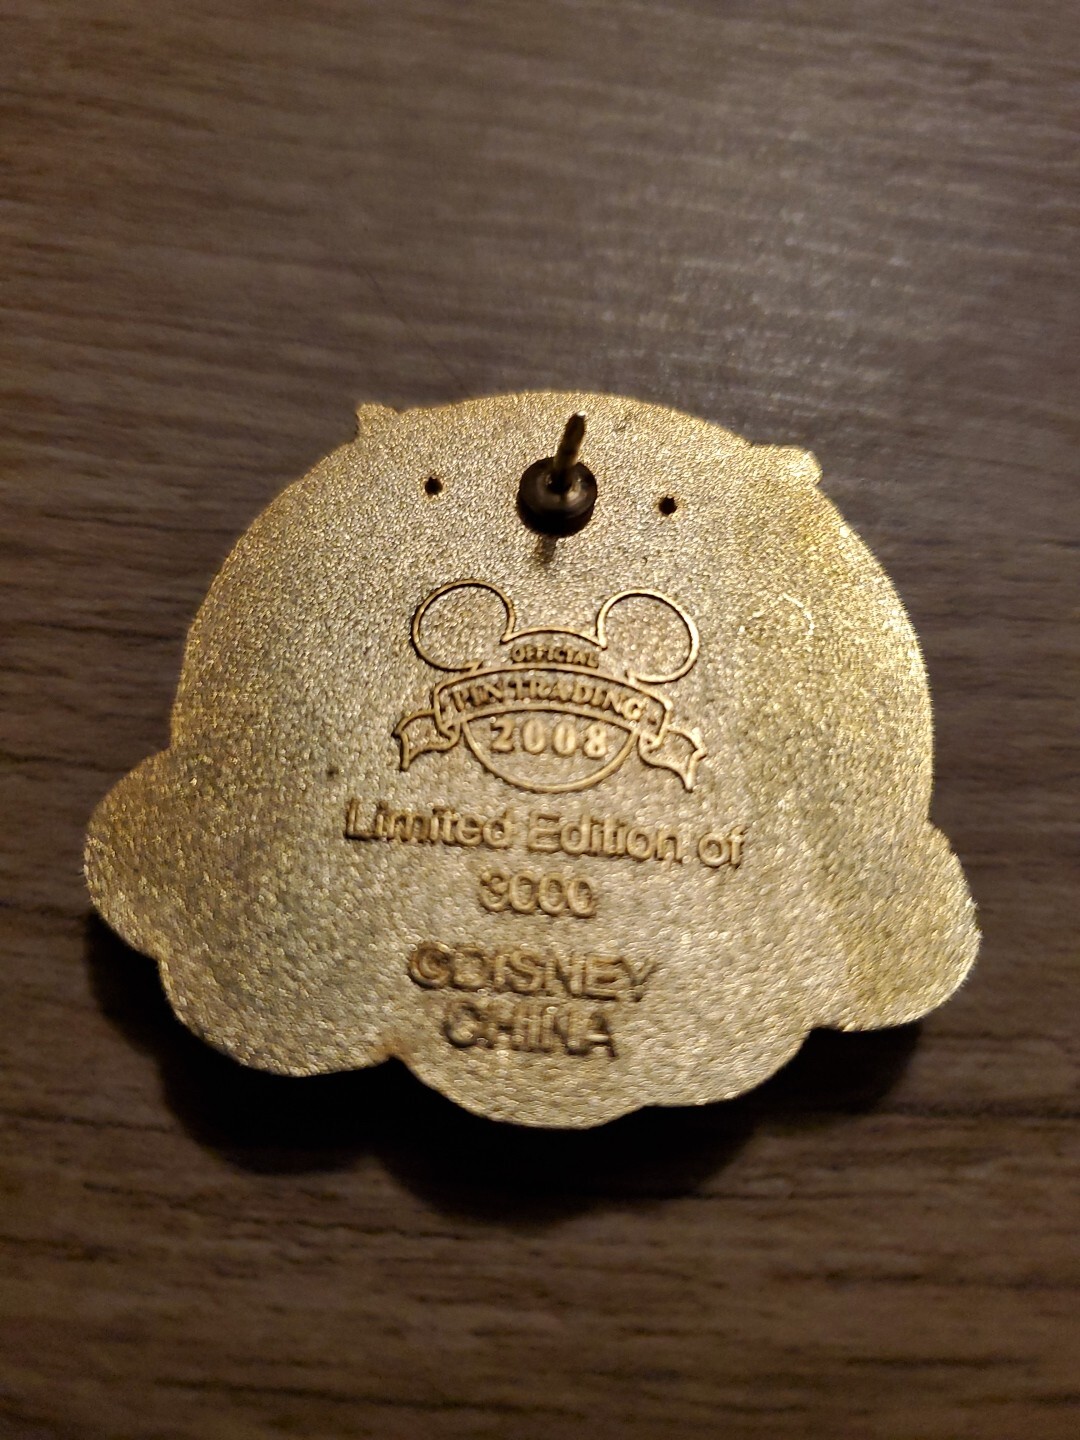 OFFICIAL
PIN TRADING
2008
Limited Edition of
3000
©DISNEY
CHINA